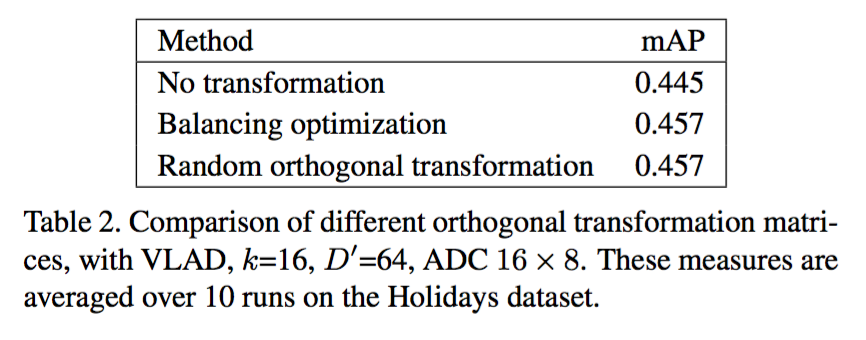 Method mAP
No transformation 0.445
Balancing optimization 0.457
Random orthogonal transformation 0.457
Table 2. Comparison of different orthogonal transformation matri-
ces, with VLAD, k=16, D′=64, ADC 16 × 8. These measures are
averaged over 10 runs on the Holidays dataset.